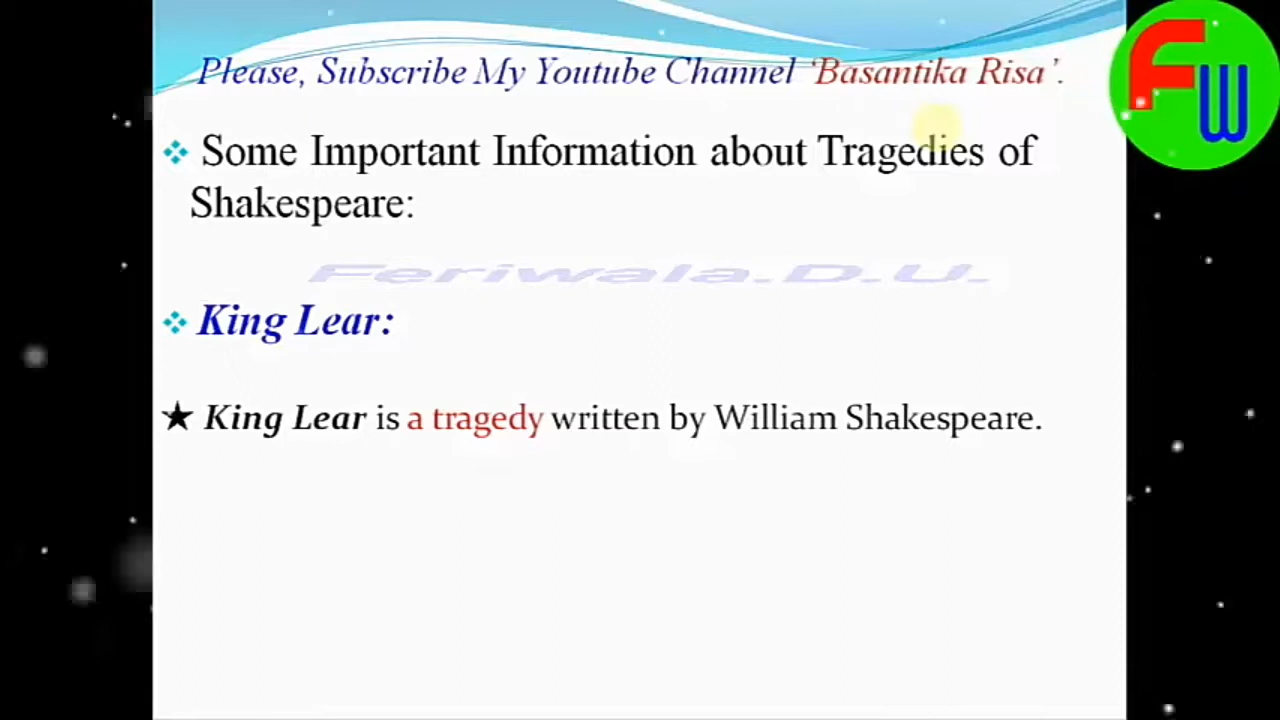 Please, Subscribe My Youtube Channel ‘Basantika Risa’.
FW
Some Important Information about Tragedies of
Shakespeare:
Feriwala.D.U.
King Lear:
★ King Lear is a tragedy written by William Shakespeare.